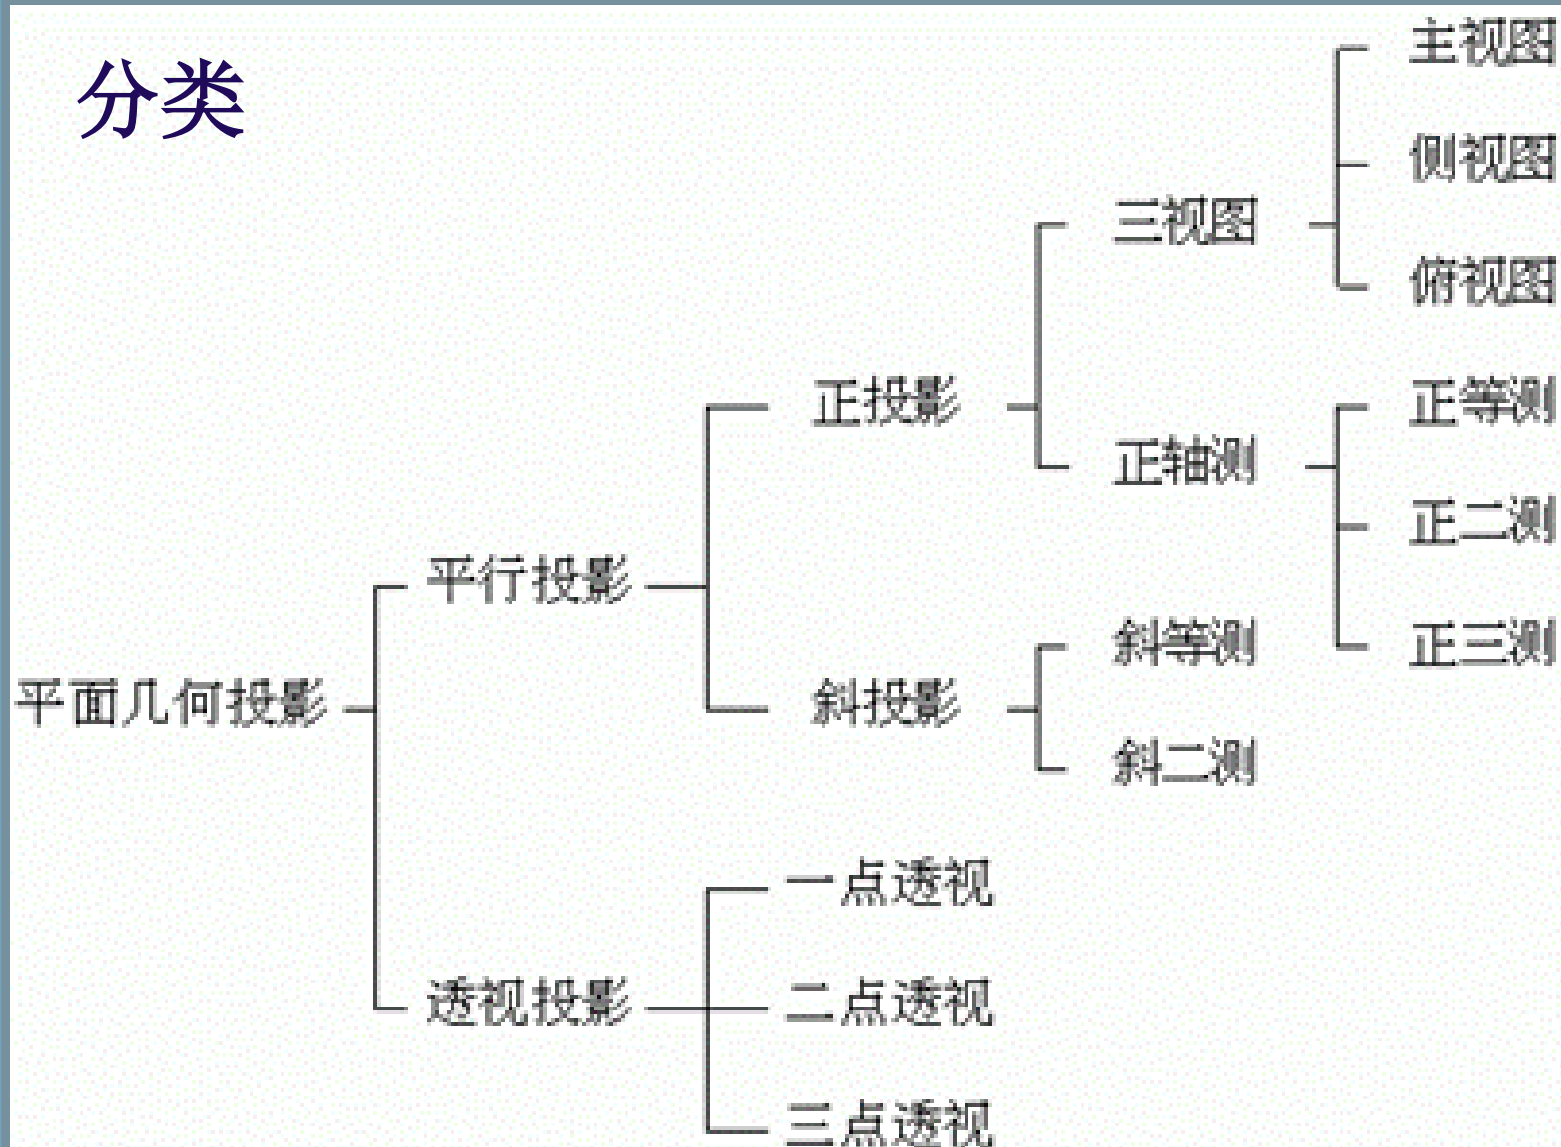 分类
主视图
侧视图
三视图
俯视图
正投影
正等测
正轴测
正二测
平行投影
斜等测
正三测
平面几何投影
斜投影
斜二测
一点透视
透视投影
二点透视
三点透视